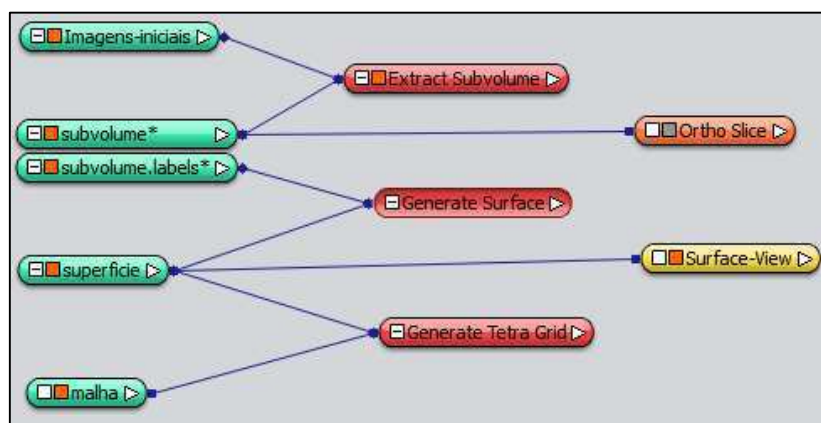 Imagens-iniciais
Extract Subvolume
subvolume*
Ortho Slice
subvolume.labels*
Generate Surface
superficie
Surface-View
Generate Tetra Grid
malha